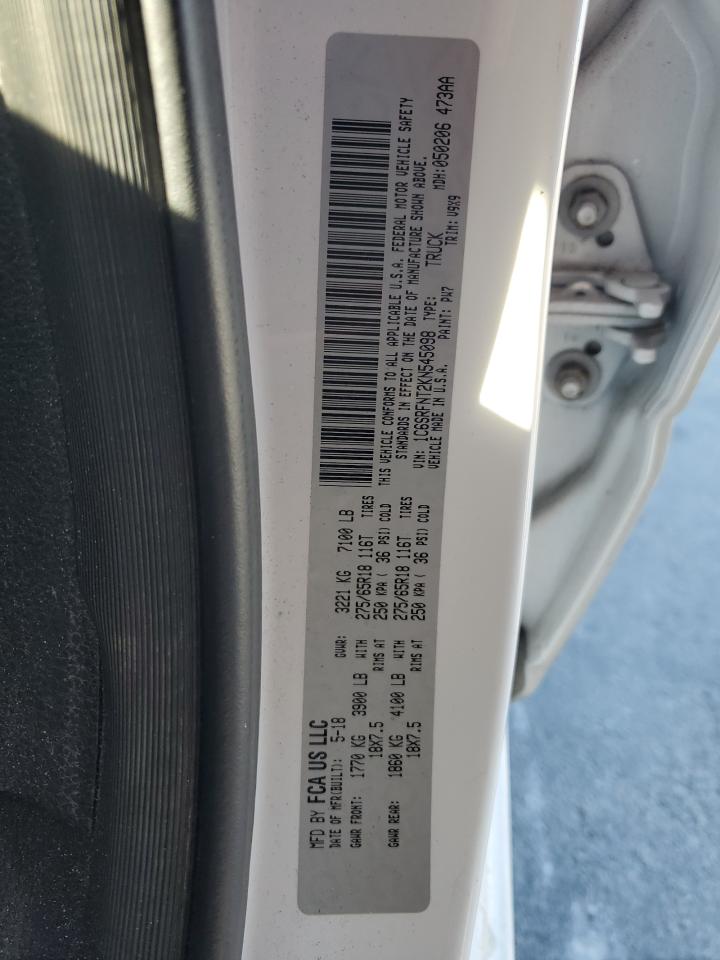 MFD BY FCA US LLC
DATE OF MFR(BUILT): 5-18 GVWR: 3221 KG 7100 LB
GAWR FRONT: 1770 KG 3900 LB WITH 275/65R18 116T TIRES
18X7.5 RIMS AT 250 KPA ( 36 PSI) COLD
GAWR REAR: 1860 KG 4100 LB WITH 275/65R18 116T TIRES
18X7.5 RIMS AT 250 KPA ( 36 PSI) COLD
THIS VEHICLE CONFORMS TO ALL APPLICABLE U.S.A. FEDERAL MOTOR VEHICLE SAFETY
STANDARDS IN EFFECT ON THE DATE OF MANUFACTURE SHOWN ABOVE.
VIN: 1C6SRFNT2KN545098 TYPE: TRUCK MDH:050206 473AA
VEHICLE MADE IN U.S.A. PAINT: PW7 TRIM: V9X9